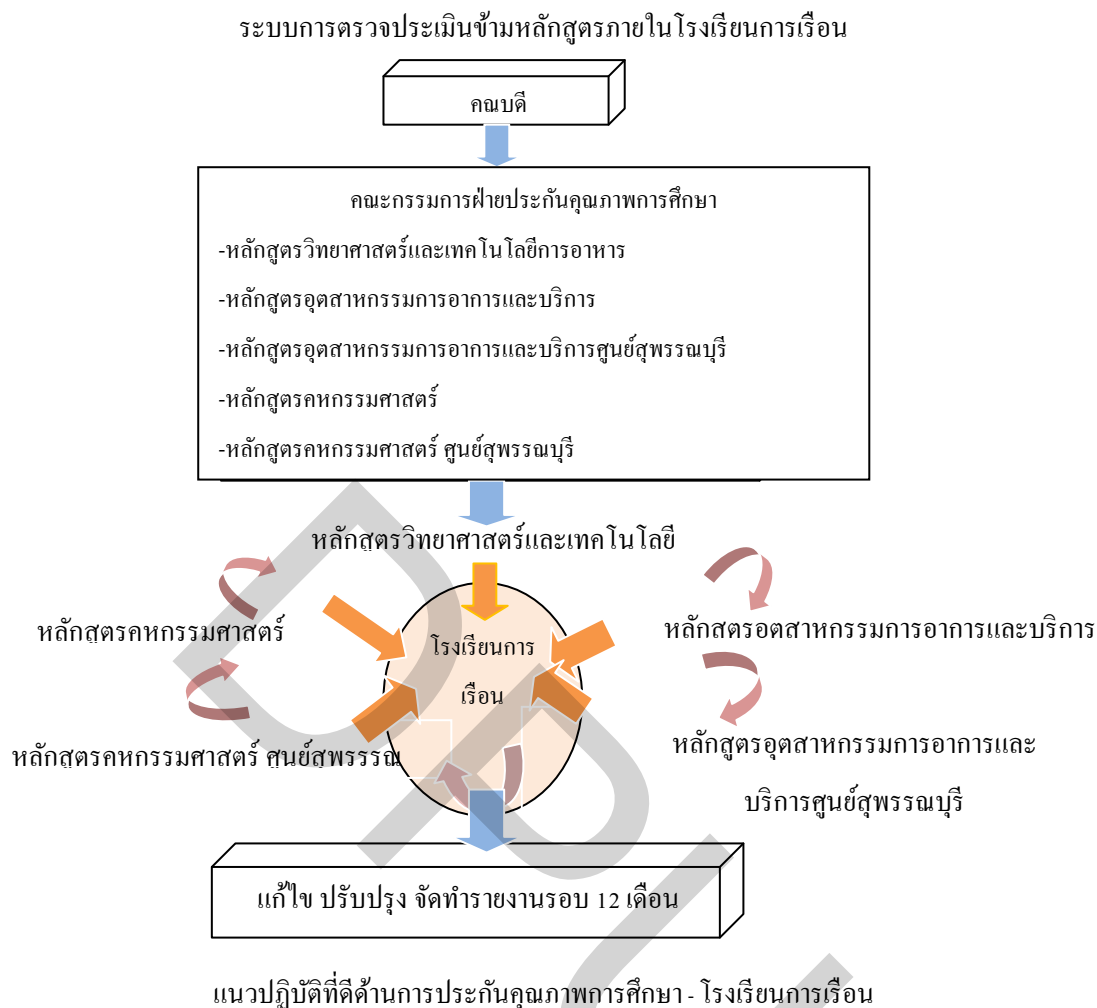 ระบบการตรวจประเมินข้ามหลักสูตรภายในโรงเรียนการเรือน
คณบดี
คณะกรรมการฝ่ายประกันคุณภาพการศึกษา
-หลักสูตรวิทยาศาสตร์และเทคโนโลยีการอาหาร
-หลักสูตรอุตสาหกรรมการอาการและบริการ
-หลักสูตรอุตสาหกรรมการอาการและบริการศูนย์สุพรรณบุรี
-หลักสูตรคหกรรมศาสตร์
-หลักสูตรคหกรรมศาสตร์ ศูนย์สุพรรณบุรี
หลักสูตรวิทยาศาสตร์และเทคโนโลยี
หลักสูตรคหกรรมศาสตร์
โรงเรียนการ
เรือน
หลักสตรอตสาหกรรมการอาการและบริการ
หลักสูตรคหกรรมศาสตร์ ศูนย์สุพรรรณ
หลักสูตรอุตสาหกรรมการอาการและ
บริการศูนย์สุพรรณบุรี
แก้ไข ปรับปรุง จัดทำรายงานรอบ 12 เดือน
แนวปฏิบัติที่ดีด้านการประกันคุณภาพการศึกษา - โรงเรียนการเรือน